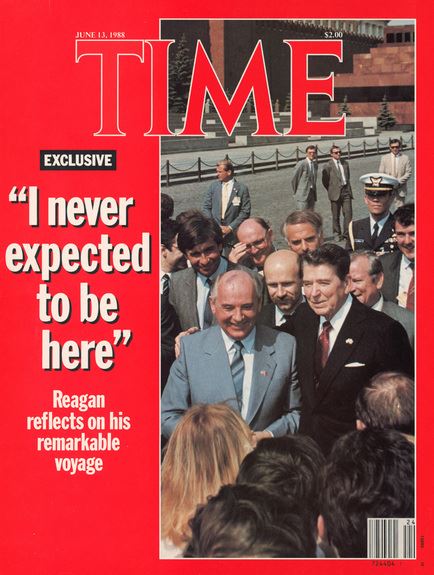 JUNE 13, 1988
$2.00
TIME
EXCLUSIVE
“I never
expected
to be
here”
Reagan
reflects on his
remarkable
voyage
24
724404